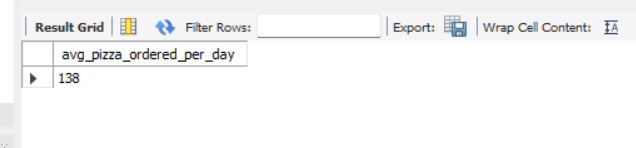 Result Grid Filter Rows: Export: Wrap Cell Content:
avg_pizza_ordered_per_day
138